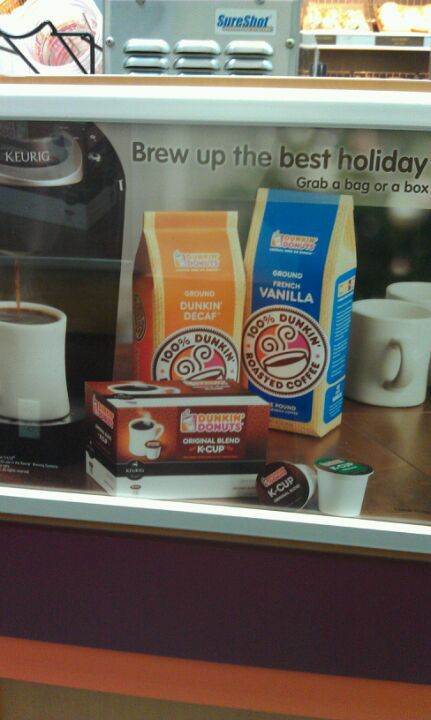 SureShot
KEURIG
Brew up the best holiday
Grab a bag or a box
DUNKIN'
DONUTS
GROUND
DUNKIN'
DECAF
100% DUNKIN'
DUNKIN'
DONUTS
GROUND
FRENCH
VANILLA
100% DUNKIN'
ROASTED COFFEE
DUNKIN'
DONUTS
ORIGINAL BLEND
K-CUP
KEURIG
K-CUP